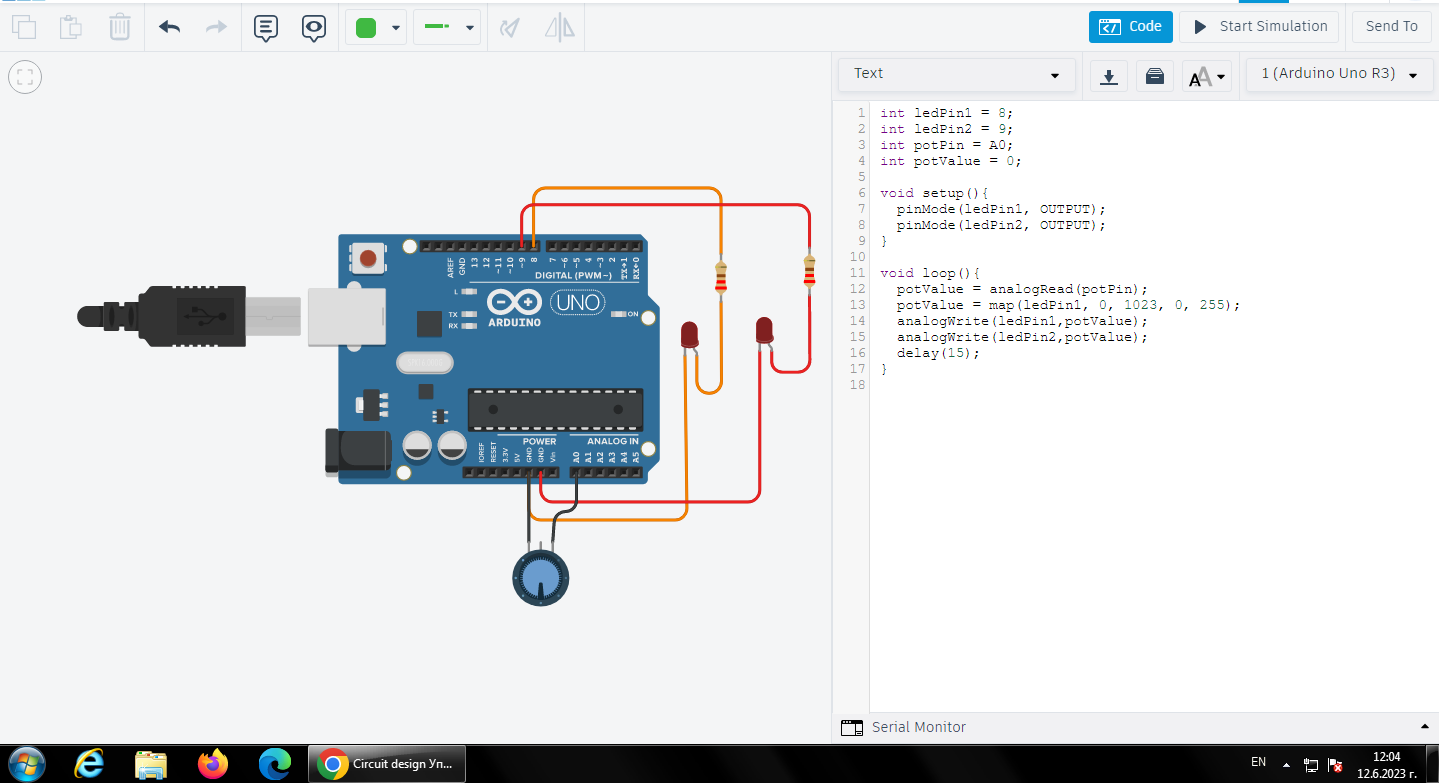 Code
Start Simulation
Send To
Text
1 (Arduino Uno R3)
1 int ledPin1 = 8;
2 int ledPin2 = 9;
3 int potPin = A0;
4 int potValue = 0;
5
6 void setup(){
7 pinMode(ledPin1, OUTPUT);
8 pinMode(ledPin2, OUTPUT);
9 }
10
11 void loop(){
12 potValue = analogRead(potPin);
13 potValue = map(ledPin1, 0, 1023, 0, 255);
14 analogWrite(ledPin1,potValue);
15 analogWrite(ledPin2,potValue);
16 delay(15);
17 }
18
AREF GND 13 12 ~11 ~10 ~9 8 7 ~6 ~5 4 ~3 2 TX→1 RX←0
DIGITAL (PWM~)
L
TX
RX
ARDUINO
UNO
ON
POWER
ANALOG IN
IOREF RESET 3.3V 5V GND GND Vin A0 A1 A2 A3 A4 A5
Serial Monitor
Circuit design Уп...
EN
12:04
12.6.2023 г.